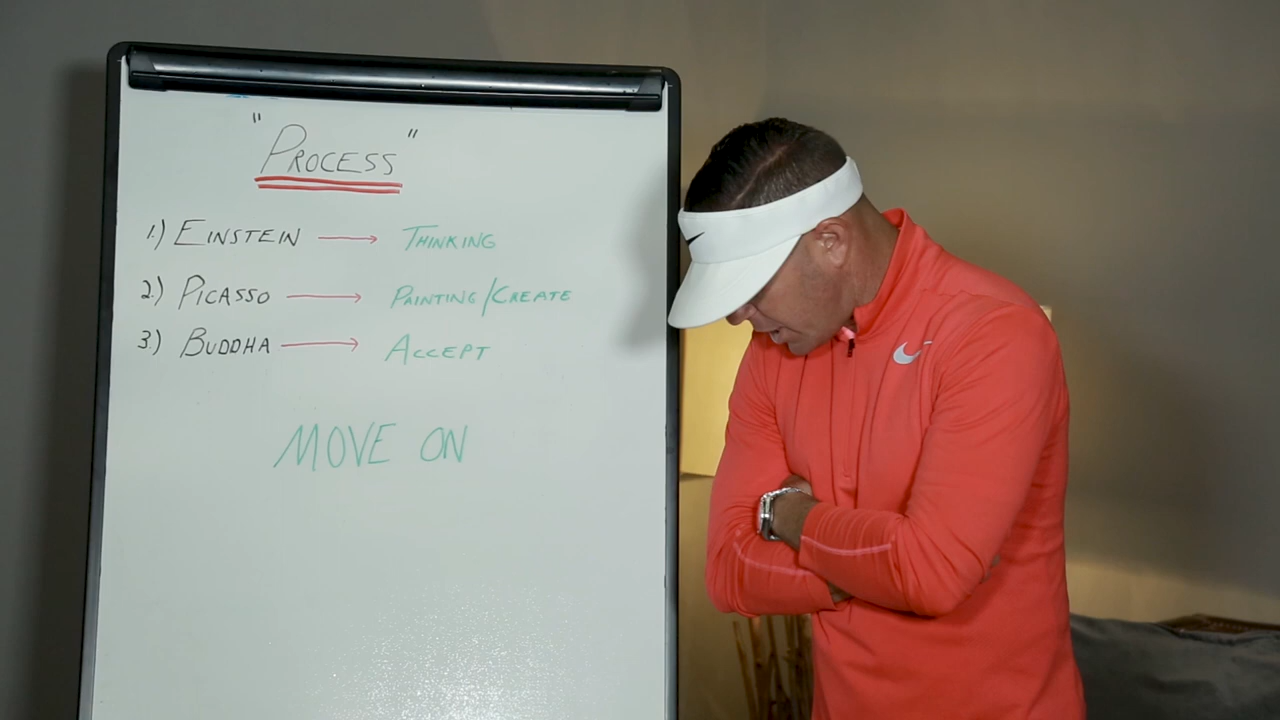 "PROCESS"
1.) EINSTEIN → THINKING
2.) PICASSO → PAINTING/CREATE
3.) BUDDHA → ACCEPT
MOVE ON